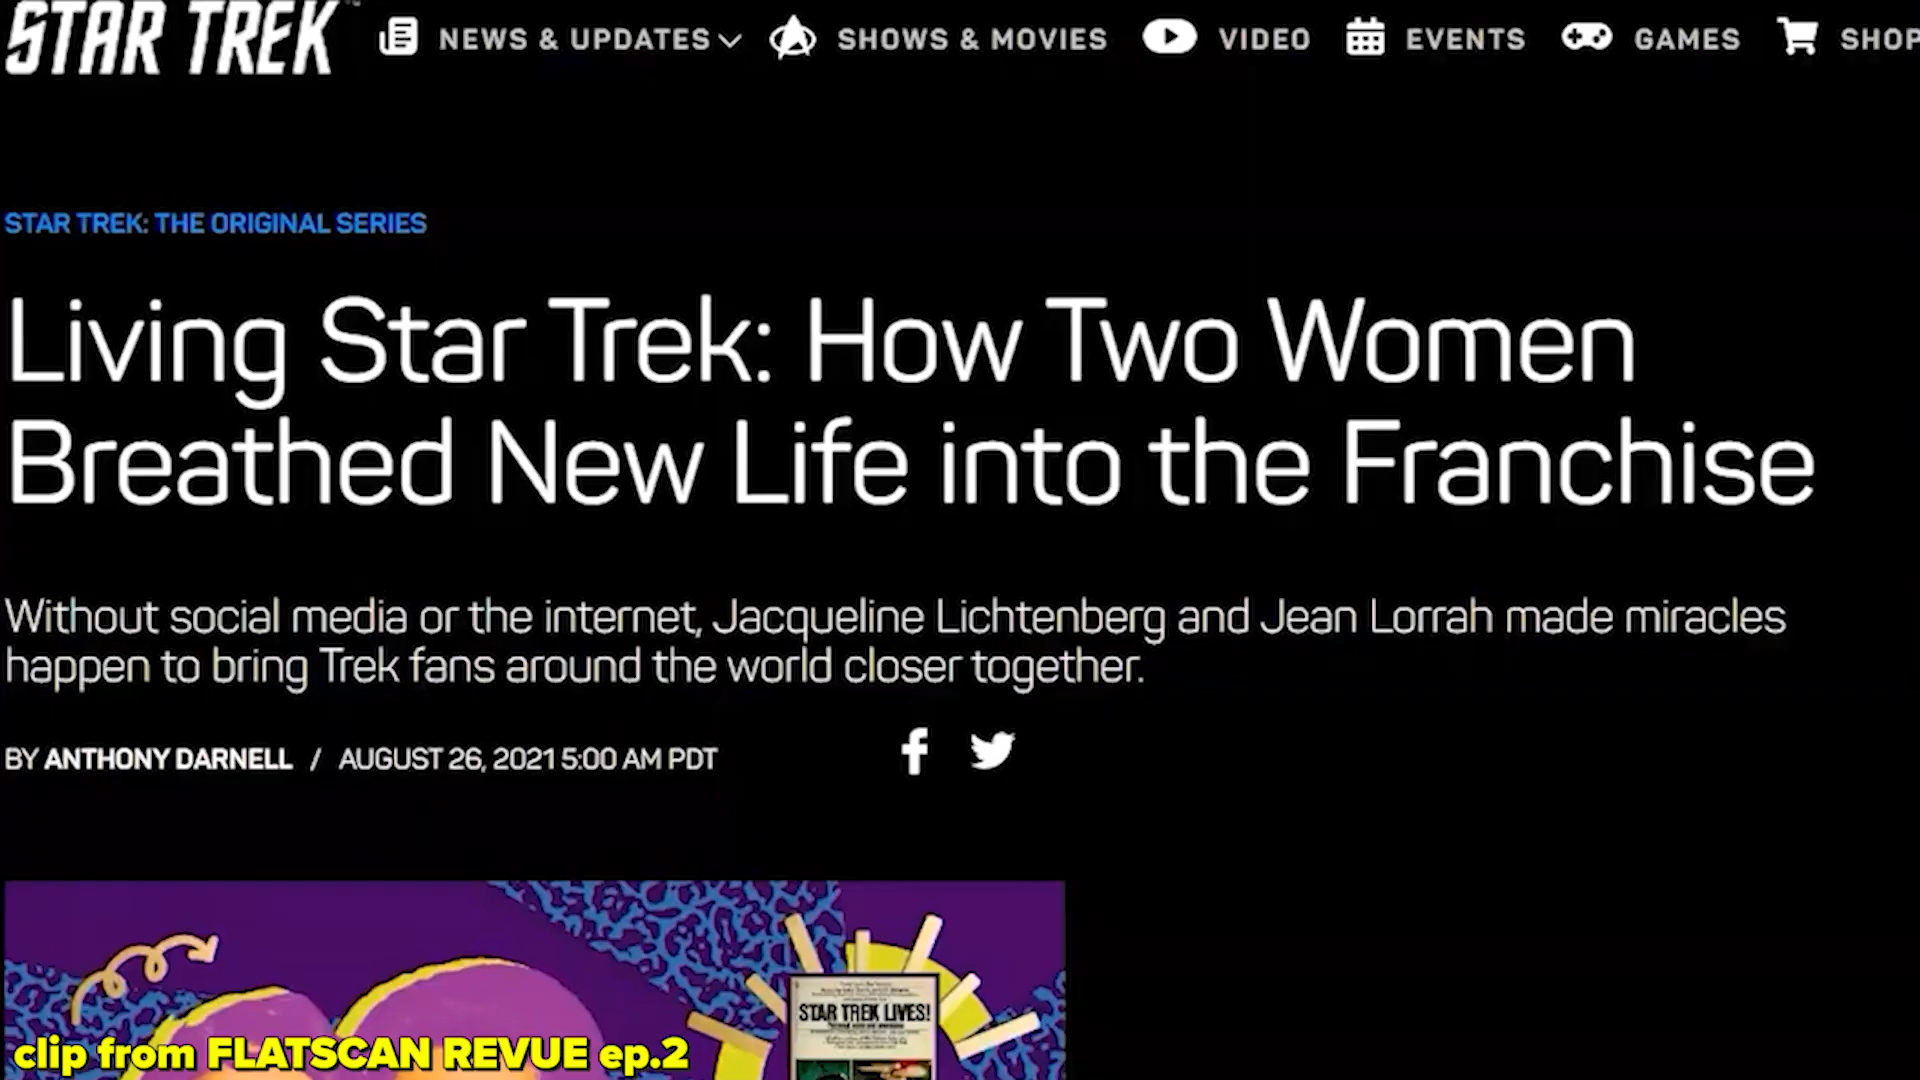 STAR TREK
NEWS & UPDATES
SHOWS & MOVIES
VIDEO
EVENTS
GAMES
SHOP
STAR TREK: THE ORIGINAL SERIES
Living Star Trek: How Two Women
Breathed New Life into the Franchise
Without social media or the internet, Jacqueline Lichtenberg and Jean Lorrah made miracles
happen to bring Trek fans around the world closer together.
BY ANTHONY DARNELL / AUGUST 26, 2021 5:00 AM PDT
STAR TREK LIVES!
clip from FLATSCAN REVUE ep.2